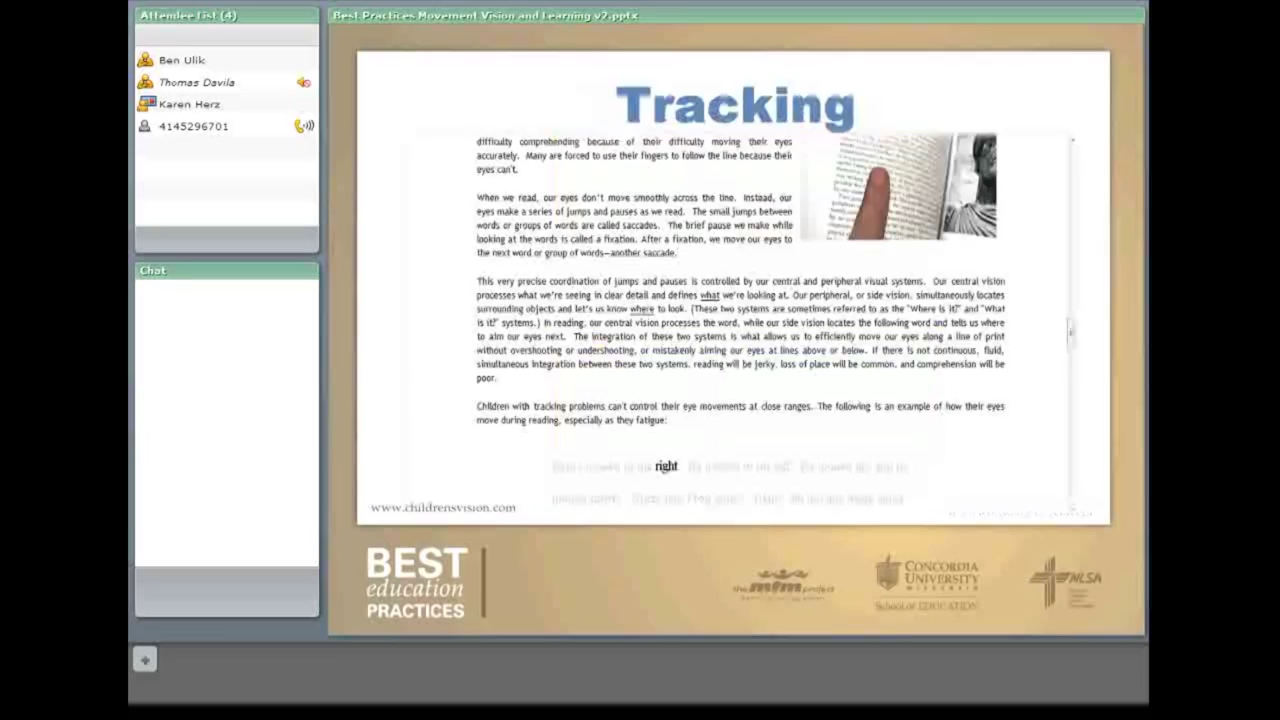 Attendee List (4)
Ben Ulik
Thomas Davila
Karen Herz
4145296701
Chat
Best Practices Movement Vision and Learning v2.pptx
Tracking
difficulty comprehending because of their difficulty moving their eyes
accurately. Many are forced to use their fingers to follow the line because their
eyes can't.
When we read, our eyes don't move smoothly across the line. Instead, our
eyes make a series of jumps and pauses as we read. The small jumps between
words or groups of words are called saccades. The brief pause we make while
looking at the words is called a fixation. After a fixation, we move our eyes to
the next word or group of words—another saccade.
This very precise coordination of jumps and pauses is controlled by our central and peripheral visual systems. Our central vision
processes what we're seeing in clear detail and defines what we're looking at. Our peripheral, or side vision, simultaneously locates
surrounding objects and let's us know where to look. (These two systems are sometimes referred to as the "Where is it?" and "What
is it?" systems.) In reading, our central vision processes the word, while our side vision locates the following word and tells us where
to aim our eyes next. The integration of these two systems is what allows us to efficiently move our eyes along a line of print
without overshooting or undershooting, or mistakenly aiming our eyes at lines above or below. If there is not continuous, fluid,
simultaneous integration between these two systems, reading will be jerky, loss of place will be common, and comprehension will be
poor.
Children with tracking problems can't control their eye movements at close ranges. The following is an example of how their eyes
move during reading, especially as they fatigue:
right
www.childrensvision.com
BEST
education
PRACTICES
the mfm project
CONCORDIA
UNIVERSITY
WISCONSIN
School of EDUCATION
NLSA